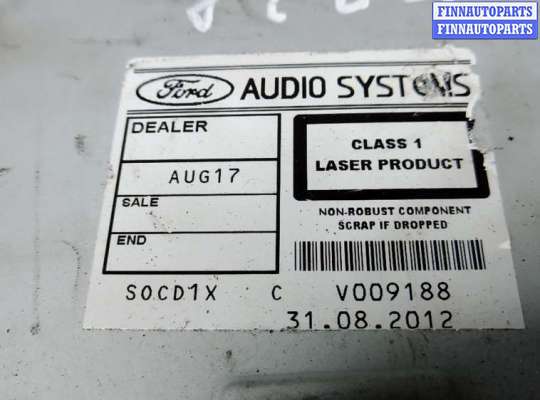 FINNAUTOPARTS
FINNAUTOPARTS
Ford AUDIO SYSTEMS
DEALER
AUG17
SALE
END
CLASS 1
LASER PRODUCT
NON-ROBUST COMPONENT
SCRAP IF DROPPED
SOCD1X C V009188
31.08.2012